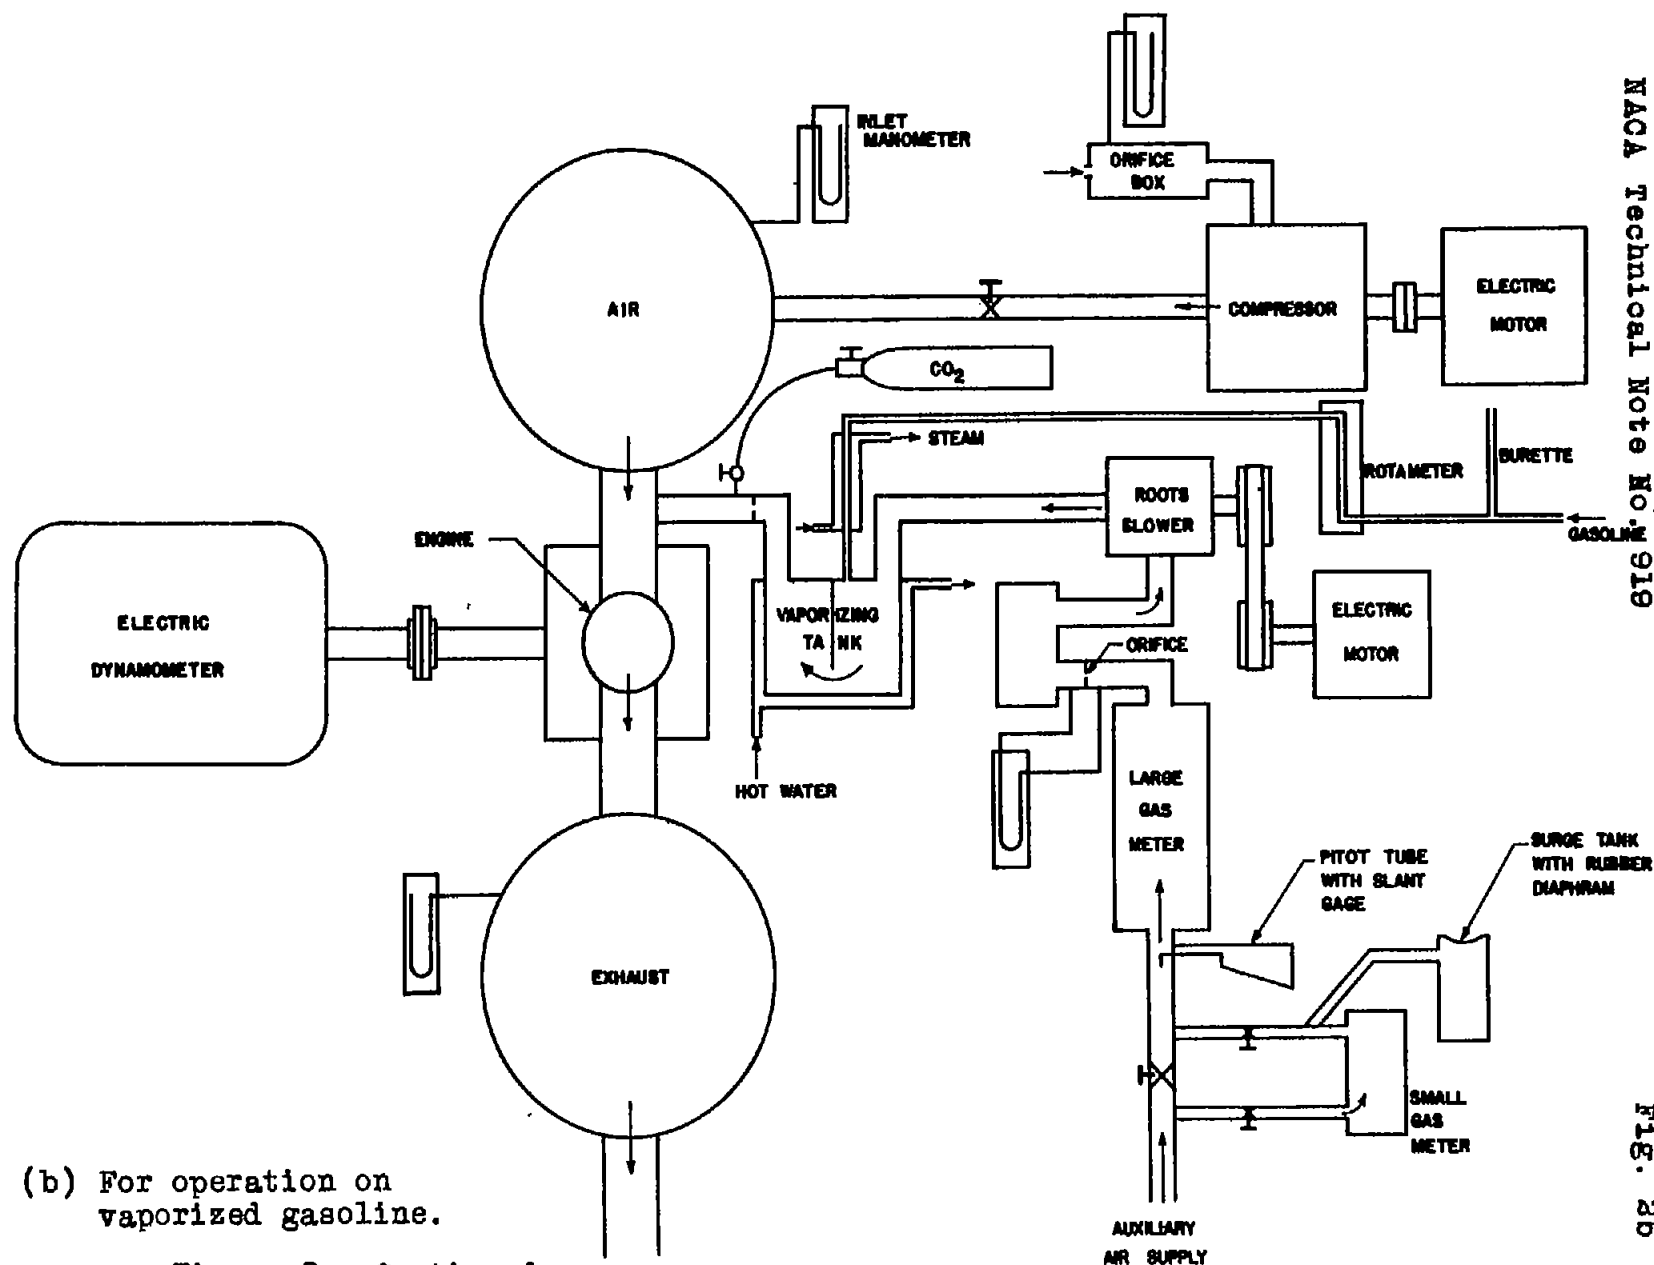 NACA Technical Note No. 919
INLET
MANOMETER
ORIFICE
BOX
AIR
COMPRESSOR
ELECTRIC
MOTOR
CO2
STEAM
ROTAMETER
BURETTE
GASOLINE
ROOTS
BLOWER
ENGINE
ELECTRIC
DYNAMOMETER
VAPORIZING
TANK
ORIFICE
ELECTRIC
MOTOR
HOT WATER
LARGE
GAS
METER
PITOT TUBE
WITH SLANT
GAGE
SURGE TANK
WITH RUBBER
DIAPHRAM
EXHAUST
SMALL
GAS
METER
AUXILIARY
AIR SUPPLY
(b) For operation on
vaporized gasoline.
Fig. 2b